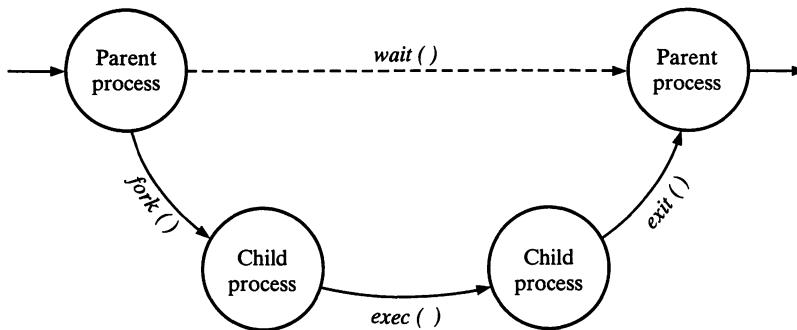 Parent
process
wait ( )
Parent
process
fork ( )
Child
process
exec ( )
Child
process
exit ( )